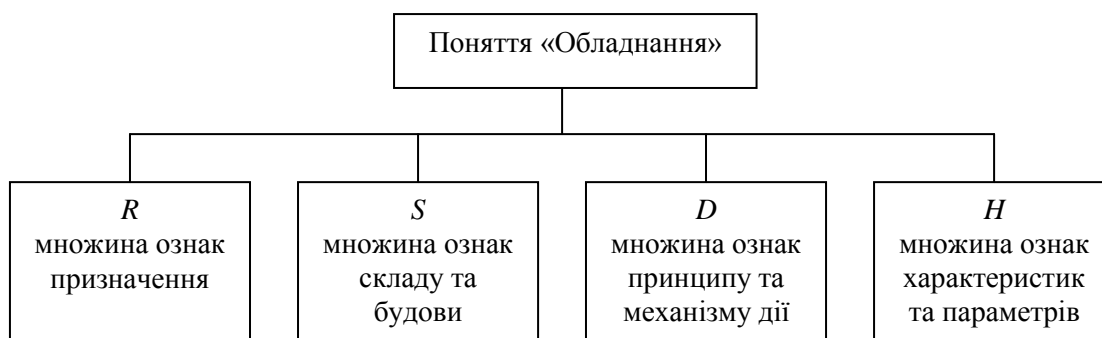 Поняття «Обладнання»
R
множина ознак
призначення
S
множина ознак
складу та
будови
D
множина ознак
принципу та
механізму дії
H
множина ознак
характеристик
та параметрів